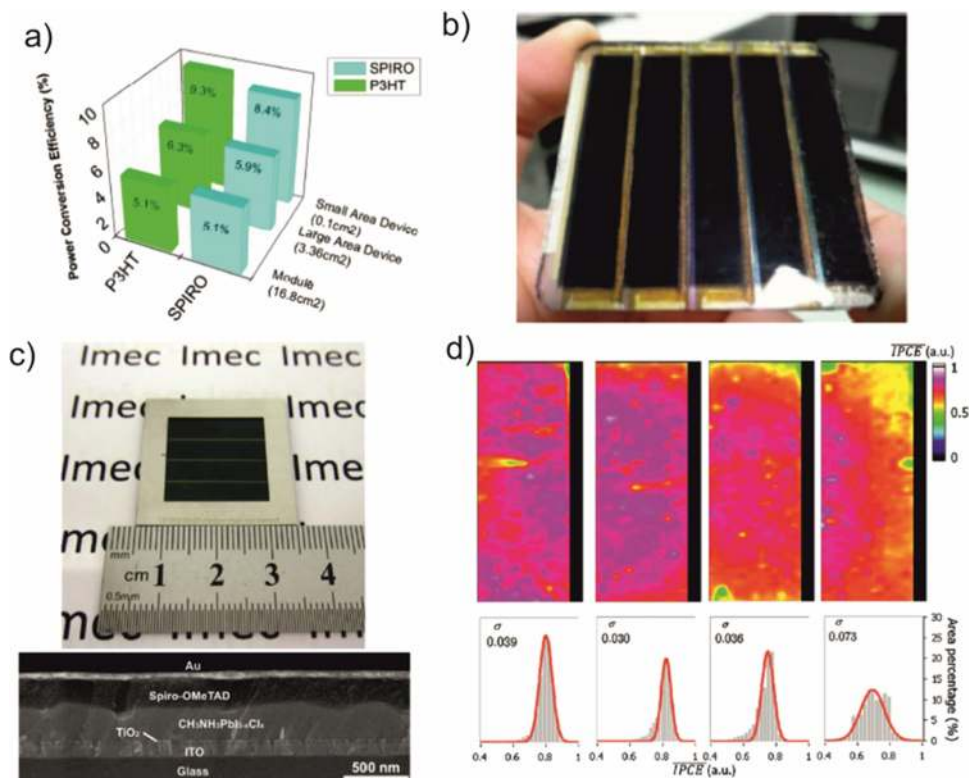 a)
Power Conversion Efficiency (%)
10
8
6
4
2
0
SPIRO
P3HT
9.3%
6.3%
5.1%
8.4%
5.9%
5.1%
P3HT
SPIRO
Small Area Device
(0.1cm2)
Large Area Device
(3.36cm2)
Module
(16.8cm2)
b)
c)
Imec Imec Imec
Imec
Imec
mm
cm 1 2 3 4
0.5mm
Au
Spiro-OMeTAD
CH₃NH₃PbI₃₋ₓClₓ
TiO₂
ITO
Glass
500 nm
d)
IPCE (a.u.)
1
0.5
0
σ
0.039
σ
0.030
σ
0.036
σ
0.073
30
25
20
15
10
5
0
Area percentage (%)
0.4 0.6 0.8 1 0.4 0.6 0.8 1 0.4 0.6 0.8 1 0.4 0.6 0.8 1
IPCE (a.u.)